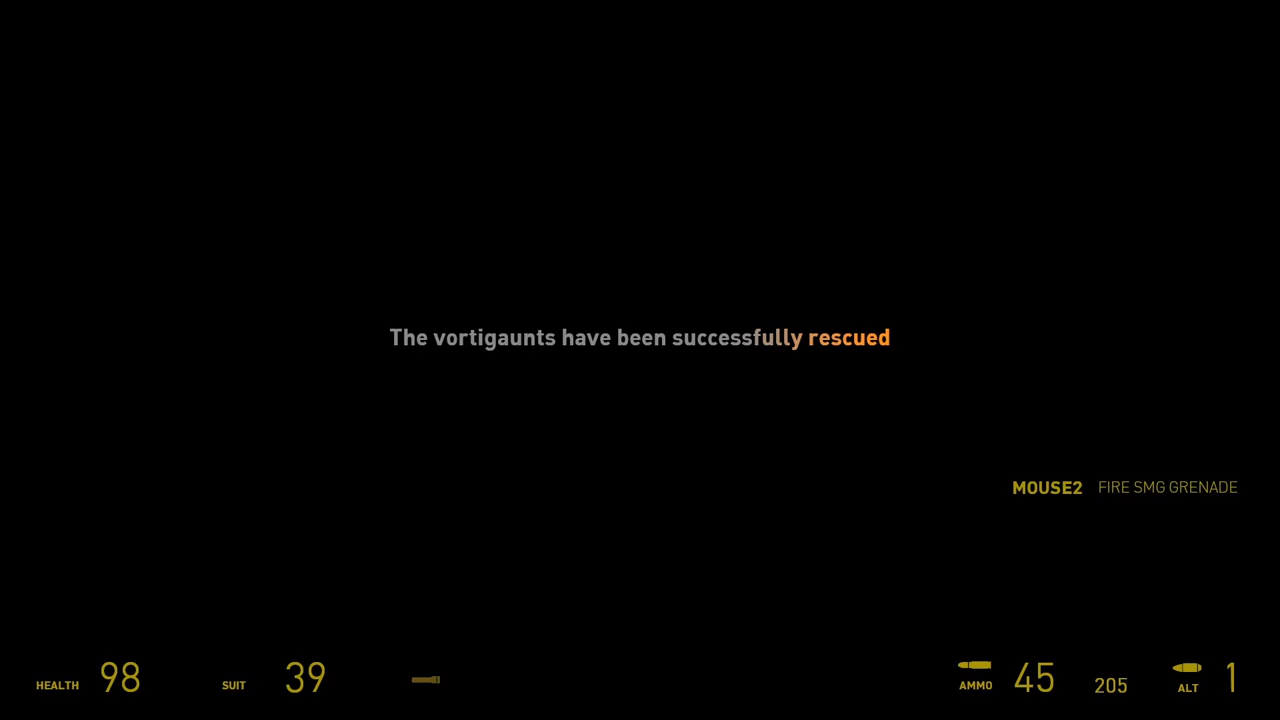 The vortigaunts have been successfully rescued
MOUSE2 FIRE SMG GRENADE
HEALTH 98 SUIT 39 AMMO 45 205 ALT 1